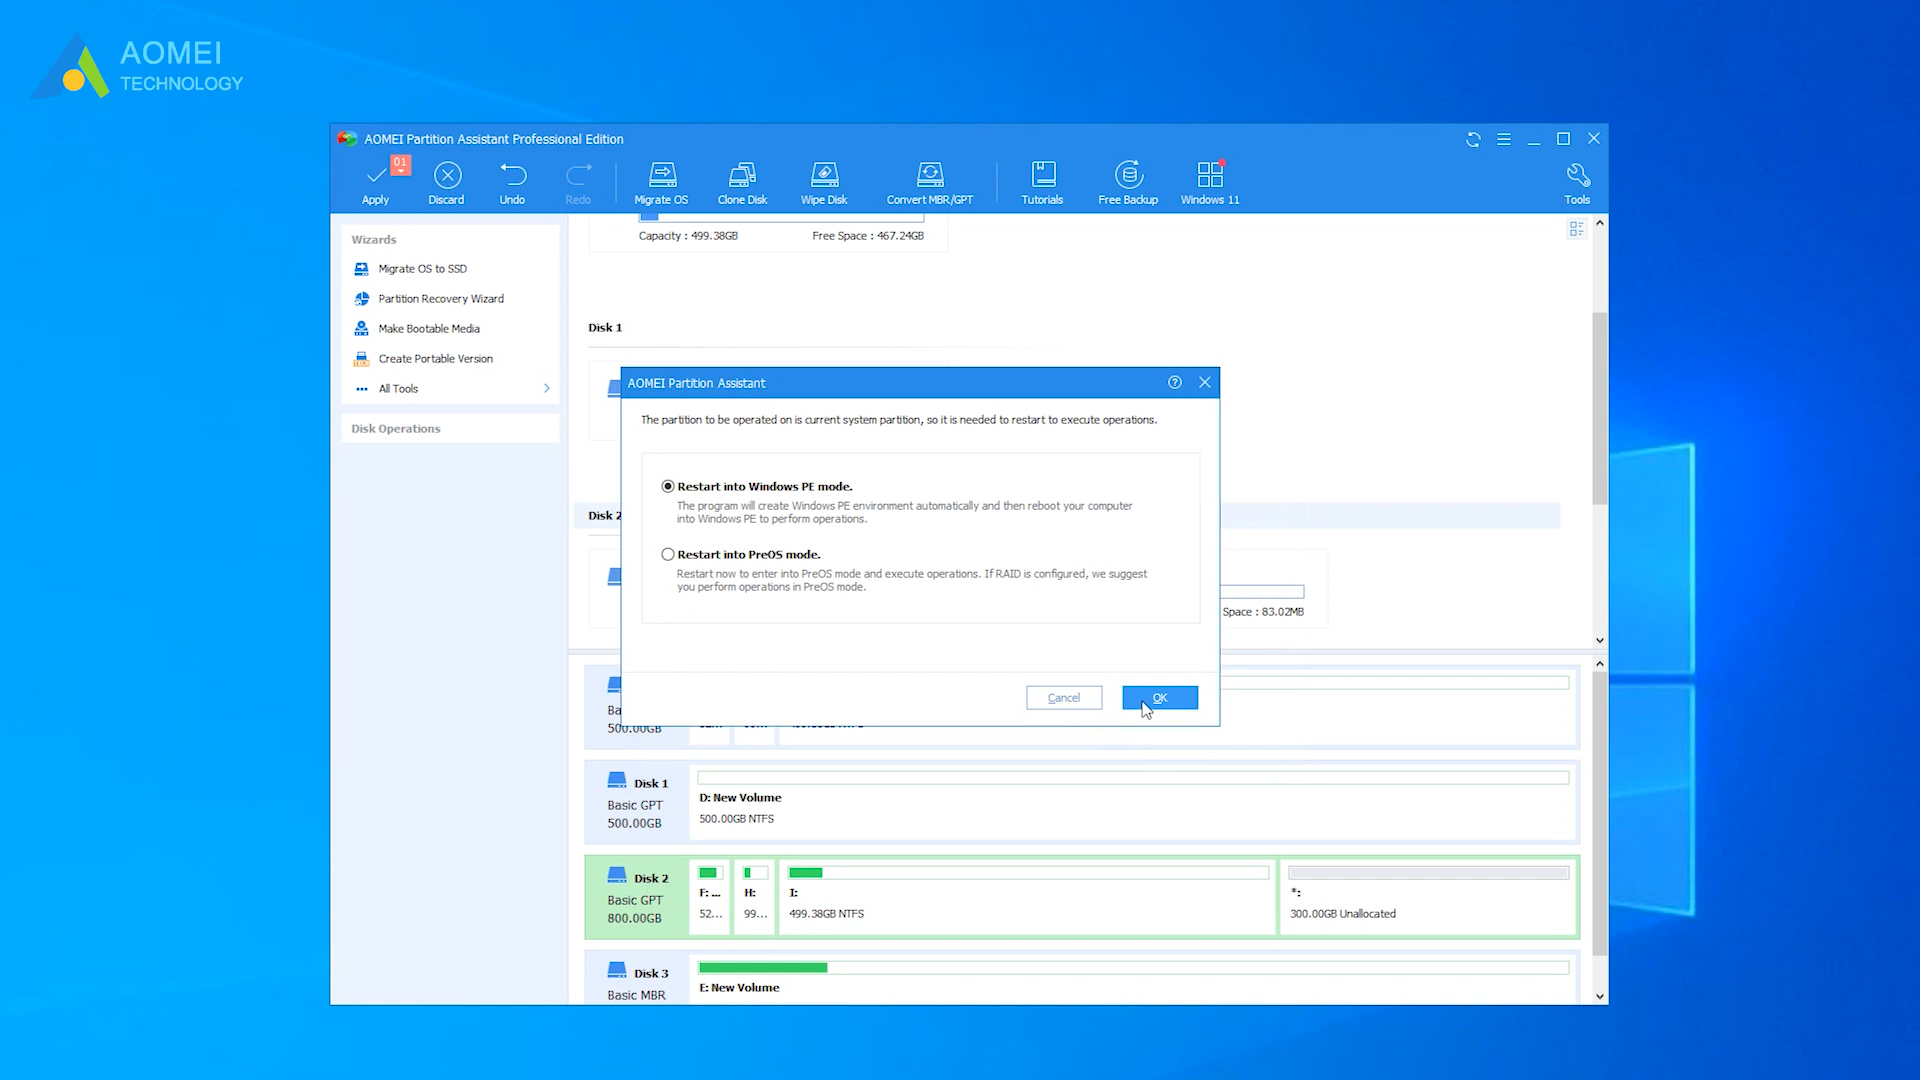 AOMEI
TECHNOLOGY
AOMEI Partition Assistant Professional Edition
01
Apply
Discard
Undo
Redo
Migrate OS
Clone Disk
Wipe Disk
Convert MBR/GPT
Tutorials
Free Backup
Windows 11
Tools
Wizards
Migrate OS to SSD
Partition Recovery Wizard
Make Bootable Media
Create Portable Version
All Tools
Disk Operations
Capacity : 499.38GB
Free Space : 467.24GB
Disk 1
AOMEI Partition Assistant
The partition to be operated on is current system partition, so it is needed to restart to execute operations.
Restart into Windows PE mode.
The program will create Windows PE environment automatically and then reboot your computer
into Windows PE to perform operations.
Restart into PreOS mode.
Restart now to enter into PreOS mode and execute operations. If RAID is configured, we suggest
you perform operations in PreOS mode.
Cancel
OK
Disk 2
Space : 83.02MB
Ba
500.00GB
Disk 1
Basic GPT
500.00GB
D: New Volume
500.00GB NTFS
Disk 2
Basic GPT
800.00GB
F: ...
52...
H:
99...
I:
499.38GB NTFS
*:
300.00GB Unallocated
Disk 3
Basic MBR
E: New Volume